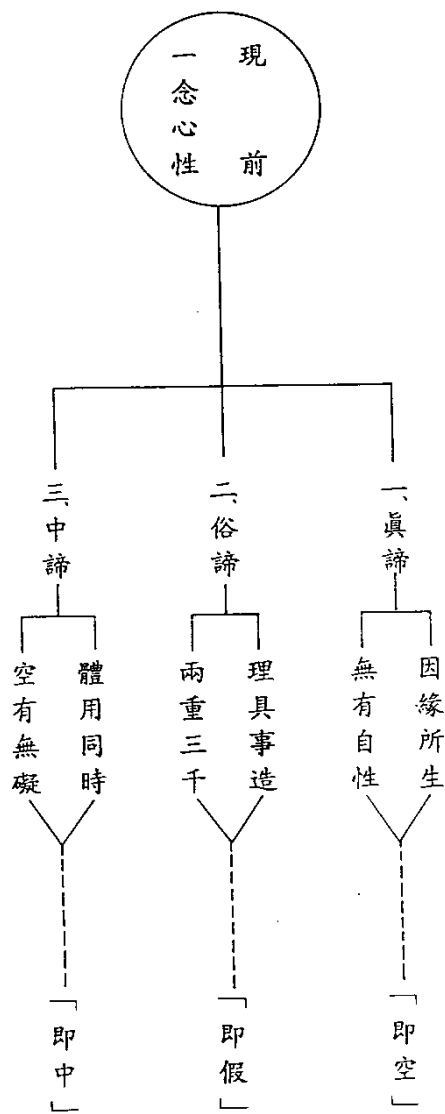 現前
一念心性
一、眞諦
因緣所生
無有自性
「即空」
二、俗諦
理具事造
兩重三千
「即假」
三、中諦
體用同時
空有無礙
「即中」